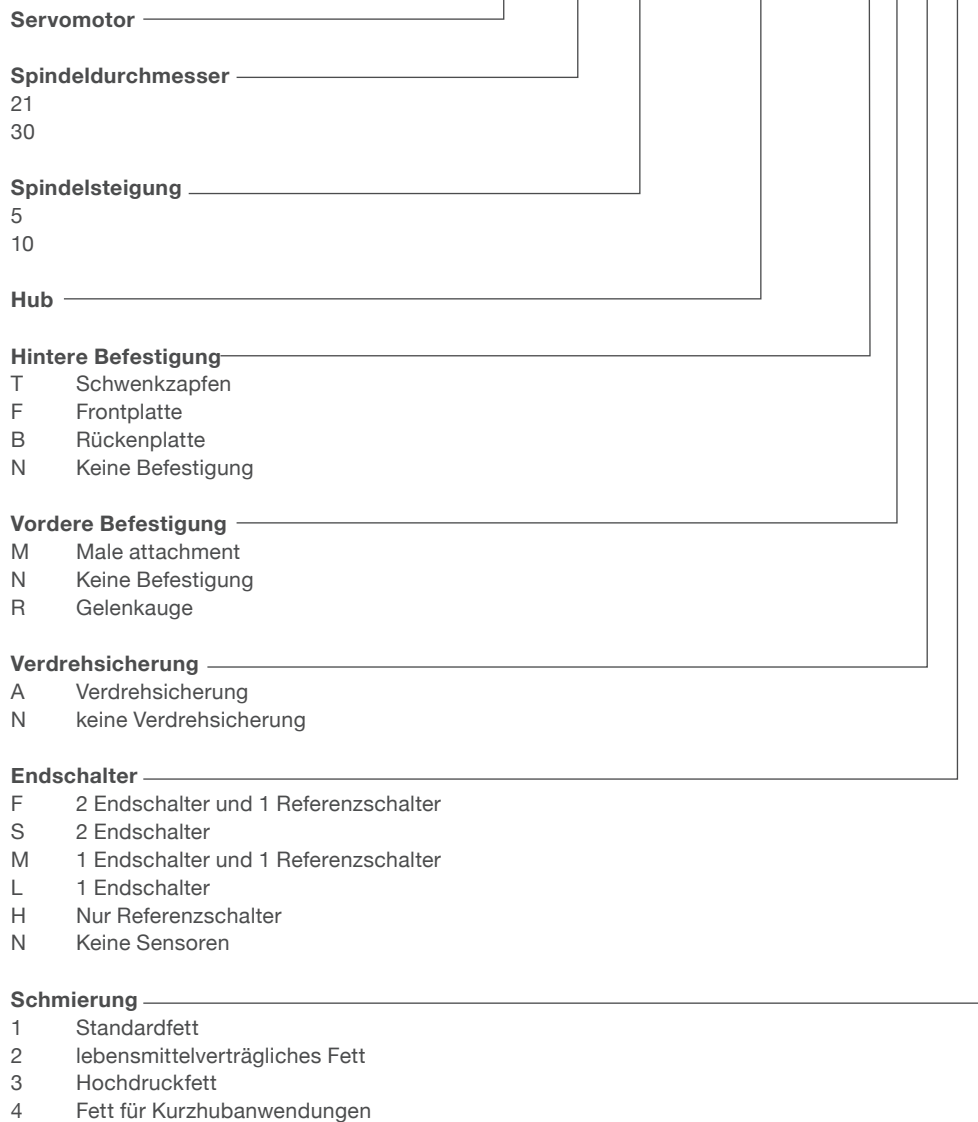 Servomotor
Spindeldurchmesser
21
30
Spindelsteigung
5
10
Hub
Hintere Befestigung
T Schwenkzapfen
F Frontplatte
B Rückenplatte
N Keine Befestigung
Vordere Befestigung
M Male attachment
N Keine Befestigung
R Gelenkauge
Verdrehsicherung
A Verdrehsicherung
N keine Verdrehsicherung
Endschalter
F 2 Endschalter und 1 Referenzschalter
S 2 Endschalter
M 1 Endschalter und 1 Referenzschalter
L 1 Endschalter
H Nur Referenzschalter
N Keine Sensoren
Schmierung
1 Standardfett
2 lebensmittelverträgliches Fett
3 Hochdruckfett
4 Fett für Kurzhubanwendungen